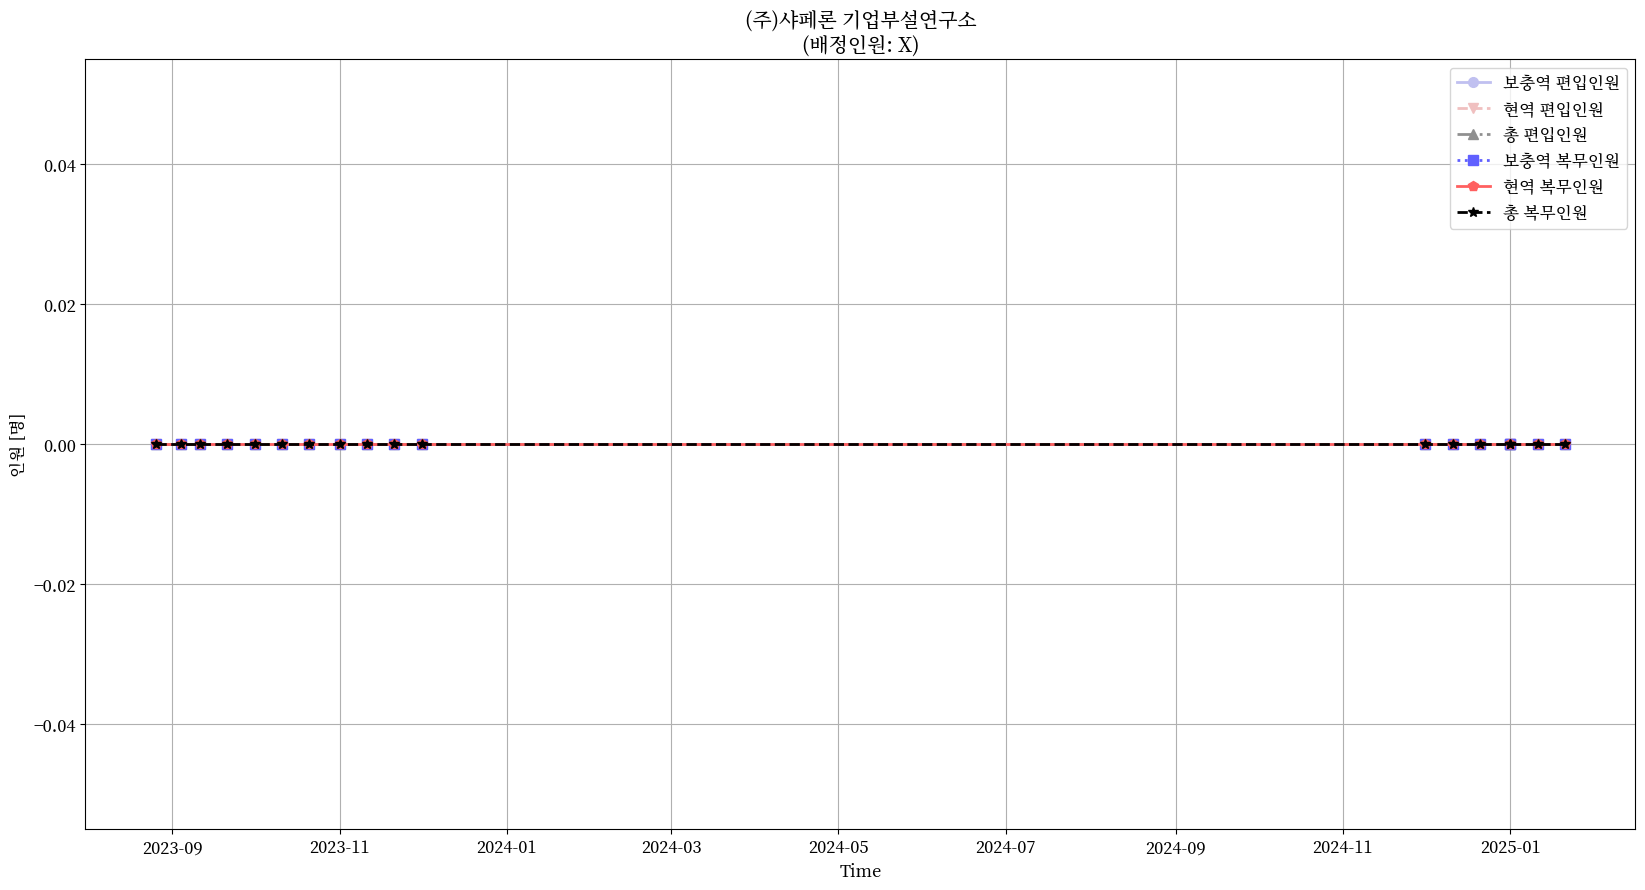 (주)샤페론 기업부설연구소
(배정인원: X)
보충역 편입인원
현역 편입인원
총 편입인원
보충역 복무인원
현역 복무인원
총 복무인원
인원 [명]
0.04
0.02
0.00
−0.02
−0.04
2023-09
2023-11
2024-01
2024-03
2024-05
2024-07
2024-09
2024-11
2025-01
Time